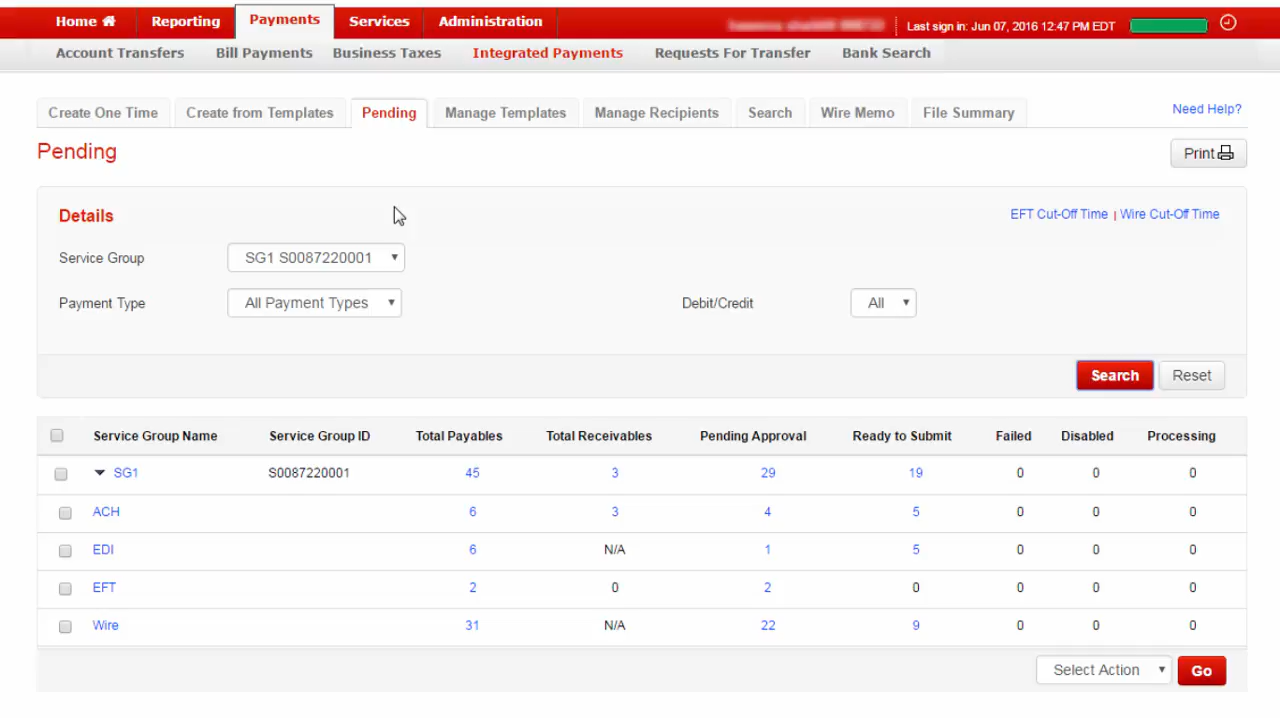 Home Reporting Payments Services Administration Last sign in: Jun 07, 2016 12:47 PM EDT
Account Transfers Bill Payments Business Taxes Integrated Payments Requests For Transfer Bank Search
Create One Time Create from Templates Pending Manage Templates Manage Recipients Search Wire Memo File Summary Need Help?
Pending Print
Details EFT Cut-Off Time | Wire Cut-Off Time
Service Group SG1 S0087220001
Payment Type All Payment Types Debit/Credit All
Search Reset
Service Group Name Service Group ID Total Payables Total Receivables Pending Approval Ready to Submit Failed Disabled Processing
SG1 S0087220001 45 3 29 19 0 0 0
ACH 6 3 4 5 0 0 0
EDI 6 N/A 1 5 0 0 0
EFT 2 0 2 0 0 0 0
Wire 31 N/A 22 9 0 0 0
Select Action Go